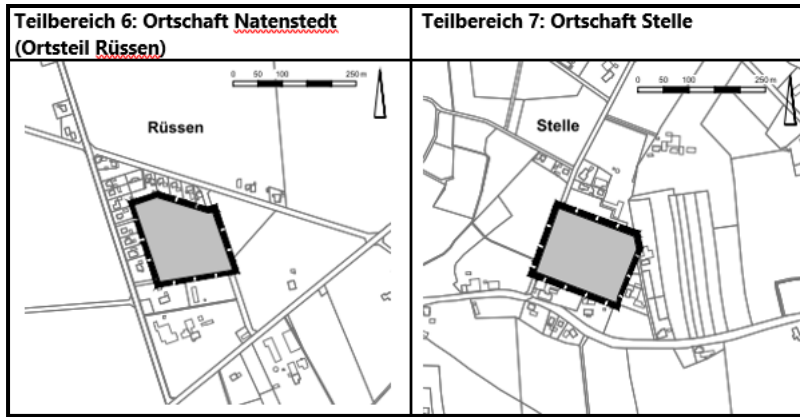 Teilbereich 6: Ortschaft Natenstedt
(Ortsteil Rüssen)
0 50 100 250 m
Rüssen
Teilbereich 7: Ortschaft Stelle
0 50 100 250 m
Stelle